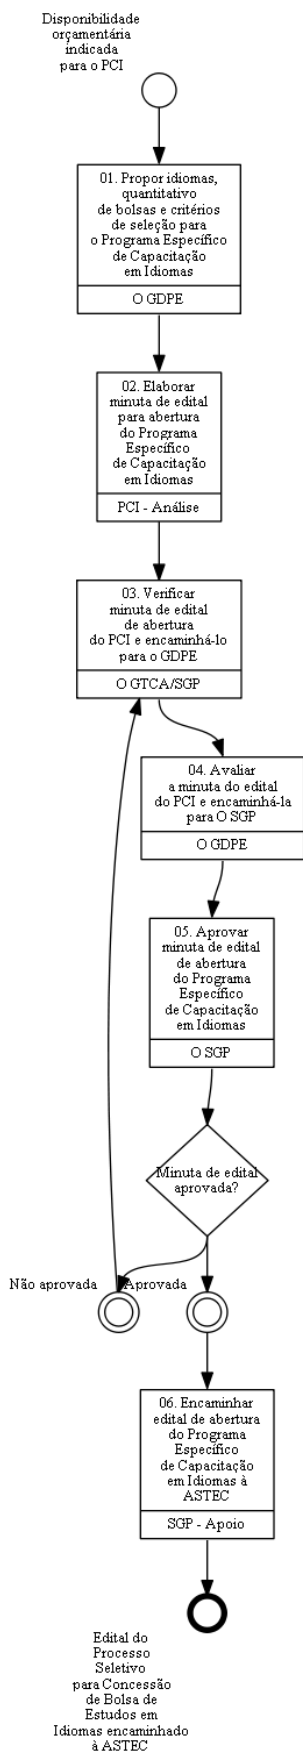 Disponibilidade
orçamentária
indicada
para o PCI
01. Propor idiomas,
quantitativo
de bolsas e critérios
de seleção para
o Programa Específico
de Capacitação
em Idiomas
O GDPE
02. Elaborar
minuta de edital
para abertura
do Programa
Específico
de Capacitação
em Idiomas
PCI - Análise
03. Verificar
minuta de edital
de abertura
do PCI e encaminhá-lo
para o GDPE
O GTCA/SGP
04. Avaliar
a minuta do edital
do PCI e encaminhá-la
para O SGP
O GDPE
05. Aprovar
minuta de edital
de abertura
do Programa
Específico
de Capacitação
em Idiomas
O SGP
Minuta de edital
aprovada?
Não aprovada
Aprovada
06. Encaminhar
edital de abertura
do Programa
Específico
de Capacitação
em Idiomas à
ASTEC
SGP - Apoio
Edital do
Processo
Seletivo
para Concessão
de Bolsa de
Estudos em
Idiomas encaminhado
à ASTEC